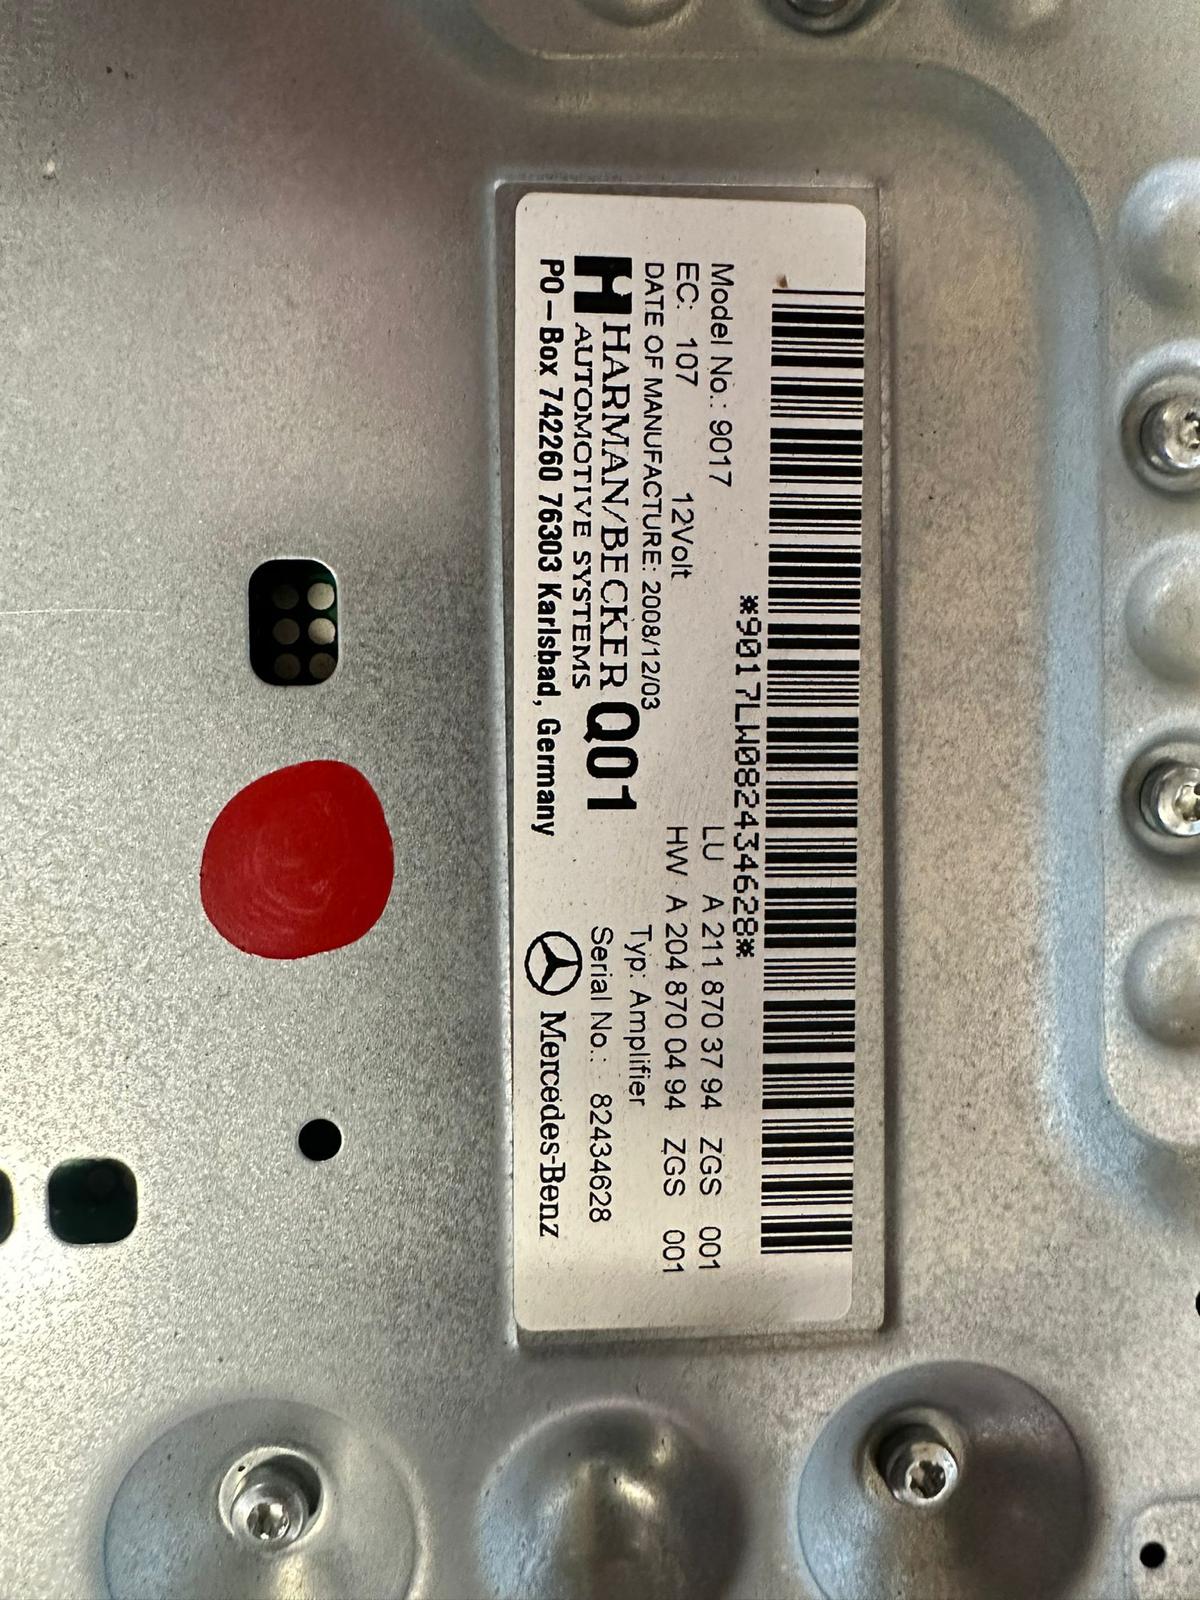 *9017LW082434628*
Model No.: 9017
LU A 211 870 37 94 ZGS 001
EC: 107 12Volt
HW A 204 870 04 94 ZGS 001
DATE OF MANUFACTURE: 2008/12/03
Typ: Amplifier
HARMAN/BECKER Q01
AUTOMOTIVE SYSTEMS
Serial No.: 82434628
PO-Box 742260 76303 Karlsbad, Germany
Mercedes-Benz